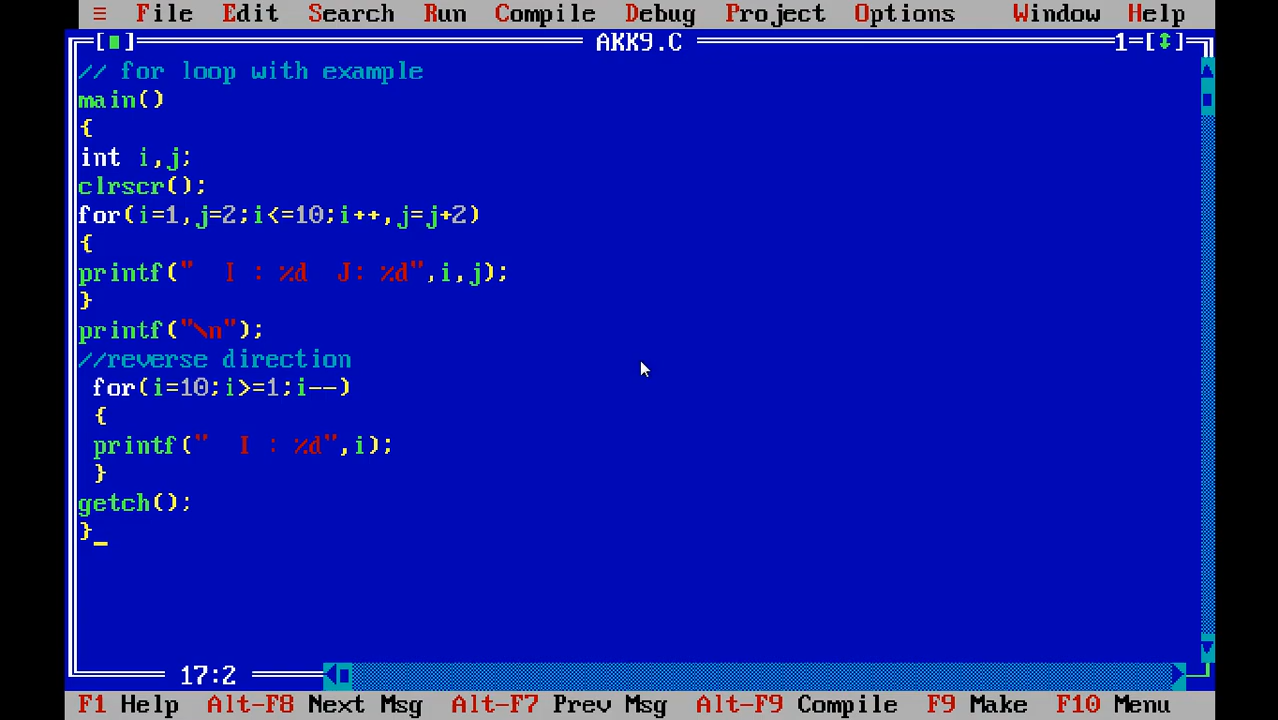 ≡ File Edit Search Run Compile Debug Project Options Window Help
[■] AKK9.C 1=[↕]
// for loop with example
main()
{
int i,j;
clrscr();
for(i=1,j=2;i<=10;i++,j=j+2)
{
printf("  I : %d  J: %d",i,j);
}
printf("\n");
//reverse direction
 for(i=10;i>=1;i--)
 {
 printf("  I : %d",i);
 }
getch();
}_
17:2
F1 Help Alt-F8 Next Msg Alt-F7 Prev Msg Alt-F9 Compile F9 Make F10 Menu